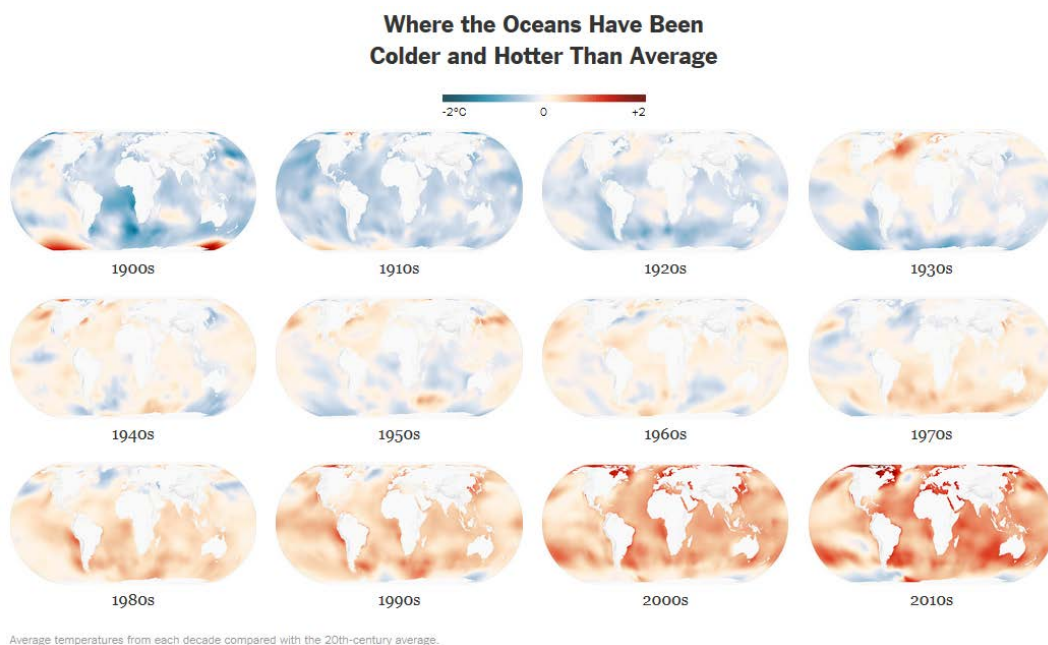 Where the Oceans Have Been
Colder and Hotter Than Average
-2°C 0 +2
1900s 1910s 1920s 1930s
1940s 1950s 1960s 1970s
1980s 1990s 2000s 2010s
Average temperatures from each decade compared with the 20th-century average.